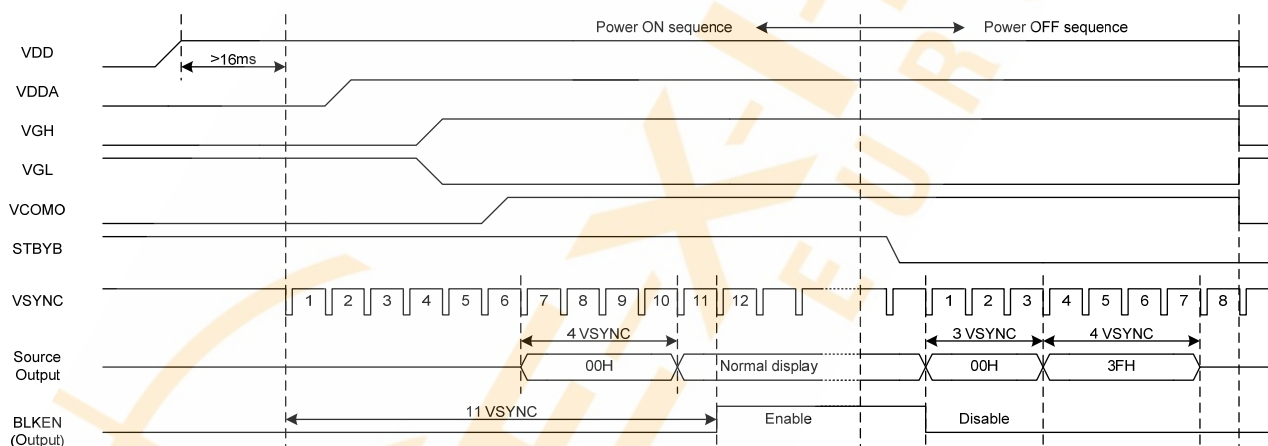 Power ON sequence Power OFF sequence
VDD
>16ms
VDDA
VGH
VGL
VCOMO
STBYB
VSYNC 1 2 3 4 5 6 7 8 9 10 11 12 1 2 3 4 5 6 7 8
4 VSYNC 3 VSYNC 4 VSYNC
Source
Output
00H Normal display 00H 3FH
11 VSYNC
BLKEN
(Output)
Enable Disable